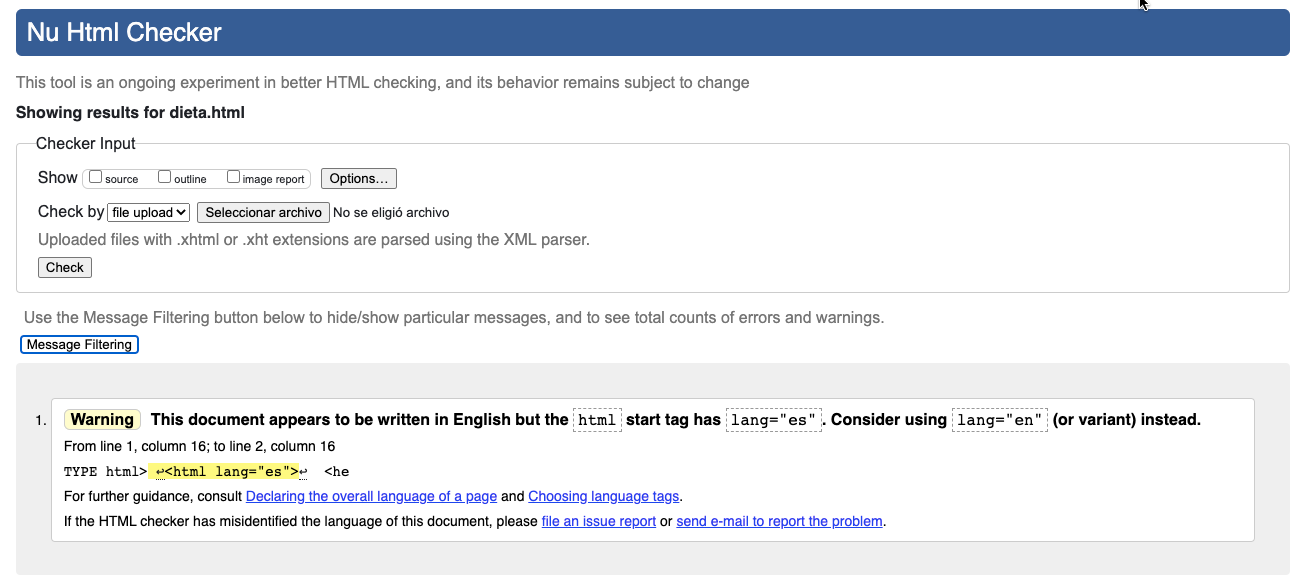 Nu Html Checker
This tool is an ongoing experiment in better HTML checking, and its behavior remains subject to change
Showing results for dieta.html
Checker Input
Show source outline image report Options...
Check by file upload Seleccionar archivo No se eligió archivo
Uploaded files with .xhtml or .xht extensions are parsed using the XML parser.
Check
Use the Message Filtering button below to hide/show particular messages, and to see total counts of errors and warnings.
Message Filtering
1. Warning This document appears to be written in English but the html start tag has lang="es". Consider using lang="en" (or variant) instead.
From line 1, column 16; to line 2, column 16
TYPE html> ↩<html lang="es">↩ <he
For further guidance, consult Declaring the overall language of a page and Choosing language tags.
If the HTML checker has misidentified the language of this document, please file an issue report or send e-mail to report the problem.